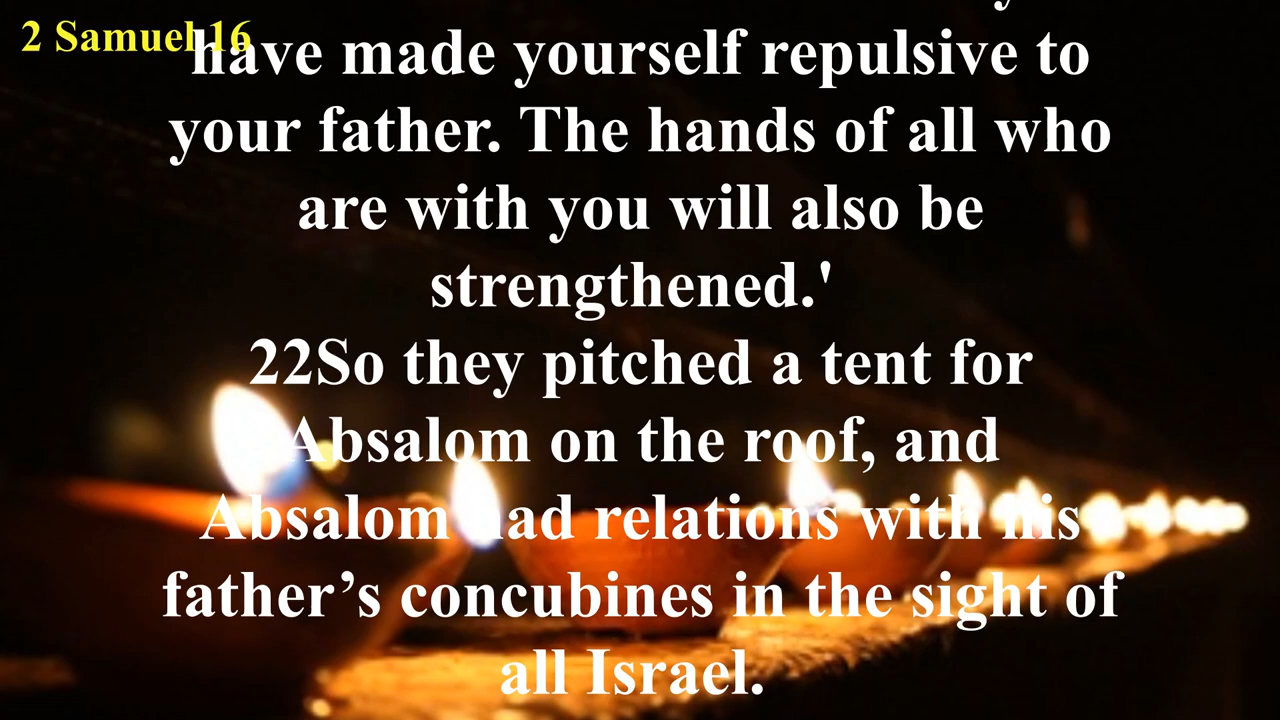 2 Samuel 16
have made yourself repulsive to
your father. The hands of all who
are with you will also be
strengthened.'
22So they pitched a tent for
Absalom on the roof, and
Absalom had relations with his
father’s concubines in the sight of
all Israel.